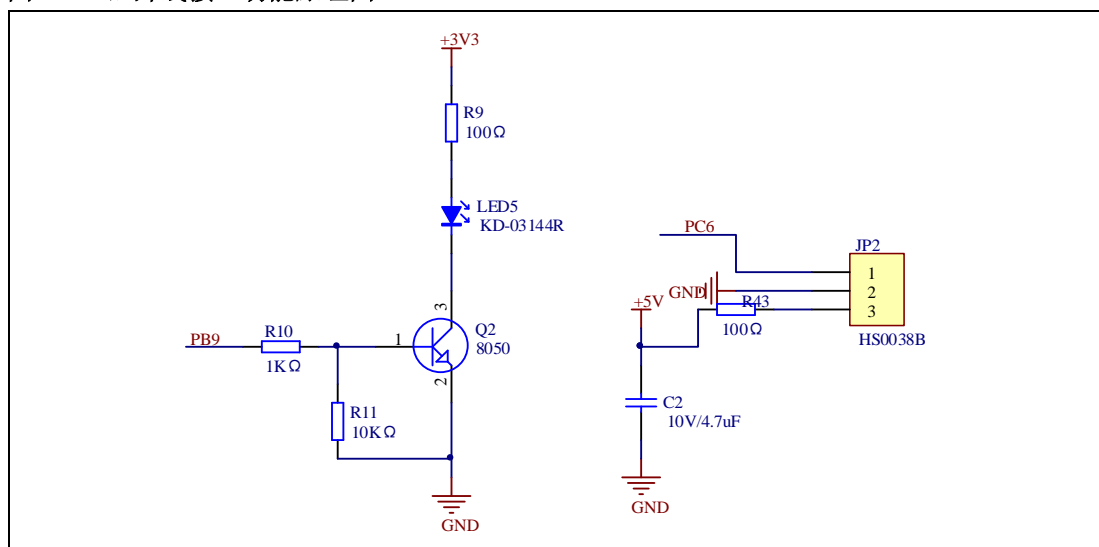 +3V3
R9
100Ω
LED5
KD-03144R
3
Q2
8050
1
2
PB9
R10
1KΩ
R11
10KΩ
GND
PC6
JP2
1
2
3
HS0038B
GND
+5V
R43
100Ω
C2
10V/4.7uF
GND